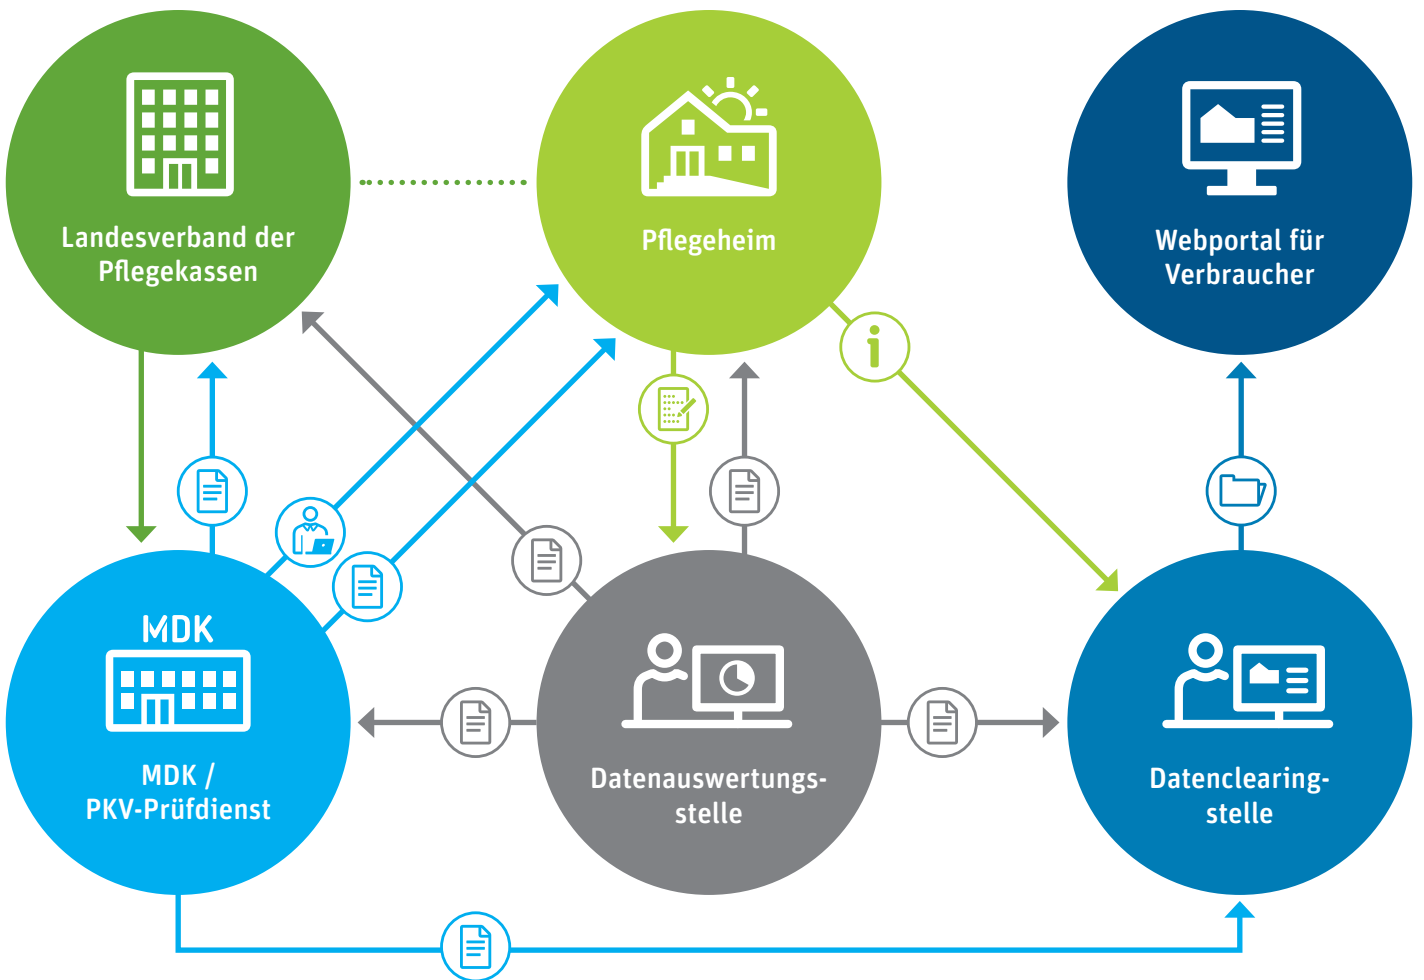 Landesverband der
Pflegekassen
Pflegeheim
Webportal für
Verbraucher
MDK
MDK /
PKV-Prüfdienst
Datenauswertungs-
stelle
Datenclearing-
stelle